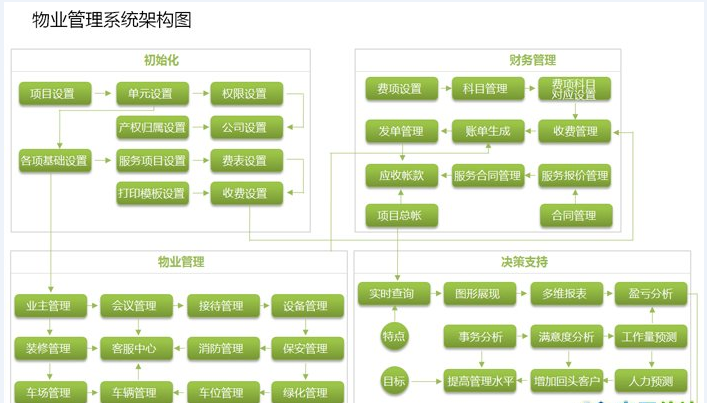 物业管理系统架构图
初始化
项目设置
单元设置
权限设置
产权归属设置
公司设置
各项基础设置
服务项目设置
费表设置
打印模板设置
收费设置
财务管理
费项设置
科目管理
费项科目
对应设置
发单管理
账单生成
收费管理
应收帐款
服务合同管理
服务报价管理
项目总帐
合同管理
物业管理
业主管理
会议管理
接待管理
设备管理
装修管理
客服中心
消防管理
保安管理
车场管理
车辆管理
车位管理
绿化管理
决策支持
实时查询
图形展现
多维报表
盈亏分析
特点
事务分析
满意度分析
工作量预测
目标
提高管理水平
增加回头客户
人力预测